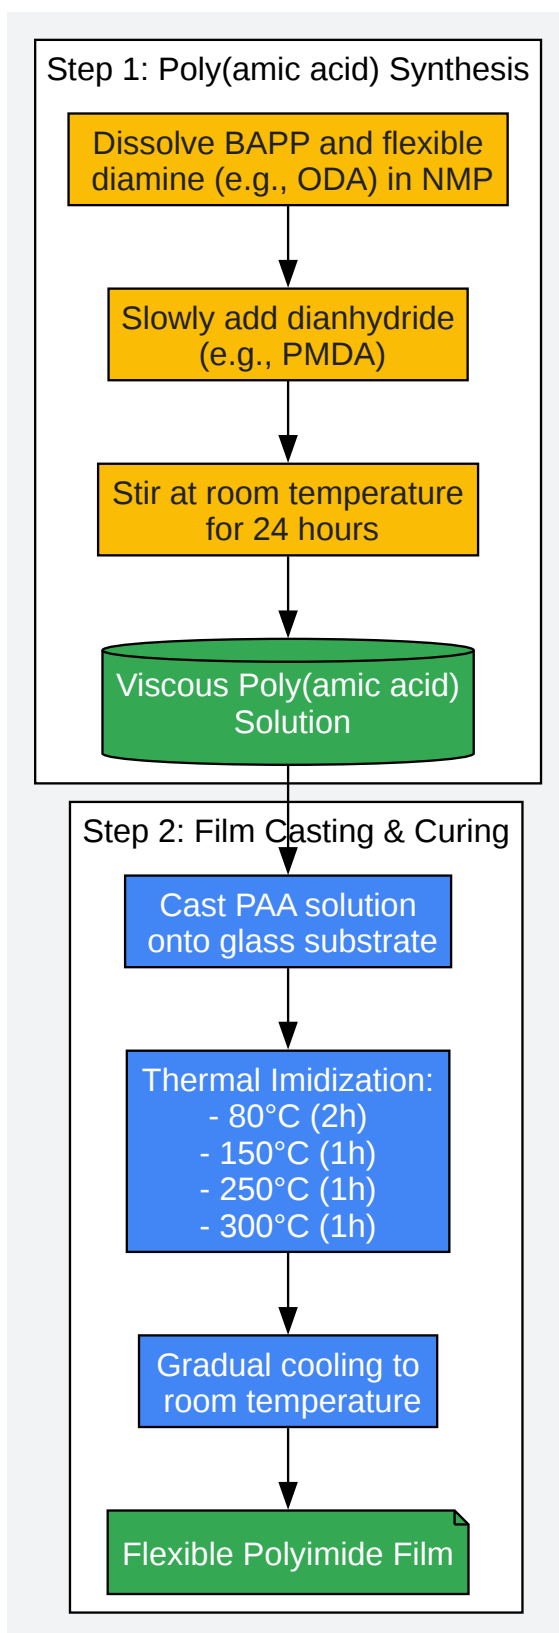 Step 1: Poly(amic acid) Synthesis
Dissolve BAPP and flexible
diamine (e.g., ODA) in NMP
Slowly add dianhydride
(e.g., PMDA)
Stir at room temperature
for 24 hours
Viscous Poly(amic acid)
Solution
Step 2: Film Casting & Curing
Cast PAA solution
onto glass substrate
Thermal Imidization:
- 80°C (2h)
- 150°C (1h)
- 250°C (1h)
- 300°C (1h)
Gradual cooling to
room temperature
Flexible Polyimide Film